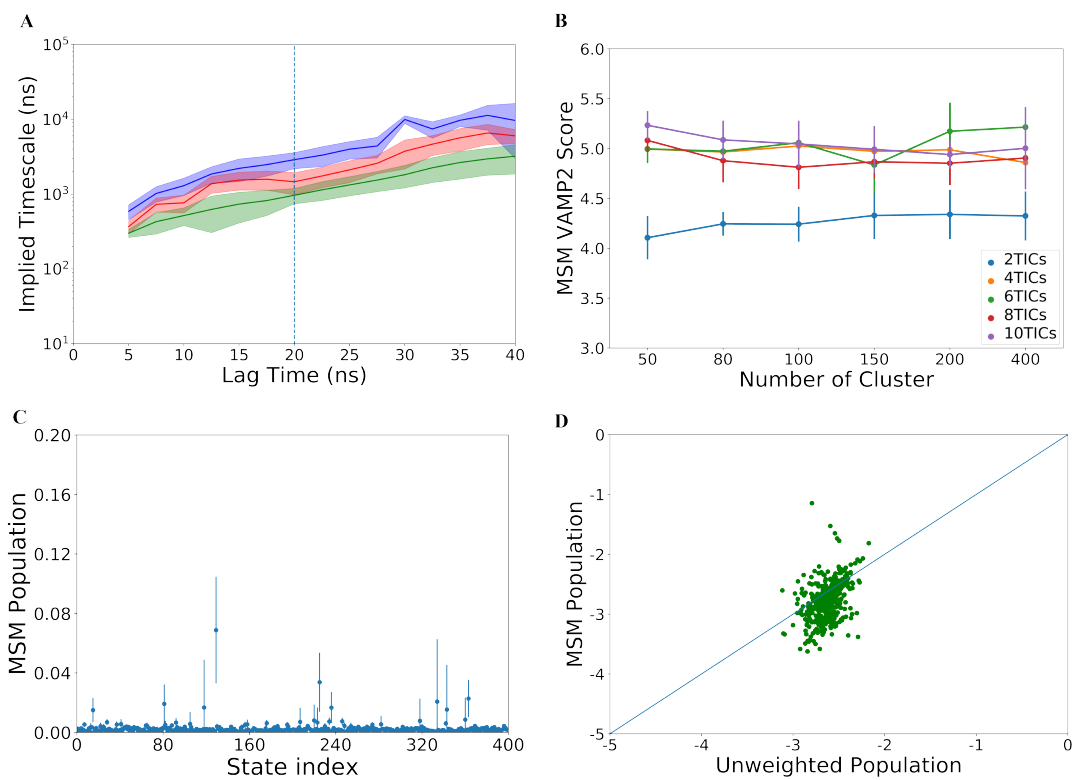 A
Implied Timescale (ns)
10^5
10^4
10^3
10^2
10^1
0 5 10 15 20 25 30 35 40
Lag Time (ns)
B
MSM VAMP2 Score
6.0
5.5
5.0
4.5
4.0
3.5
3.0
2TICs
4TICs
6TICs
8TICs
10TICs
50 80 100 150 200 400
Number of Cluster
C
MSM Population
0.20
0.16
0.12
0.08
0.04
0.00
0 80 160 240 320 400
State index
D
MSM Population
0
-1
-2
-3
-4
-5
-5 -4 -3 -2 -1 0
Unweighted Population